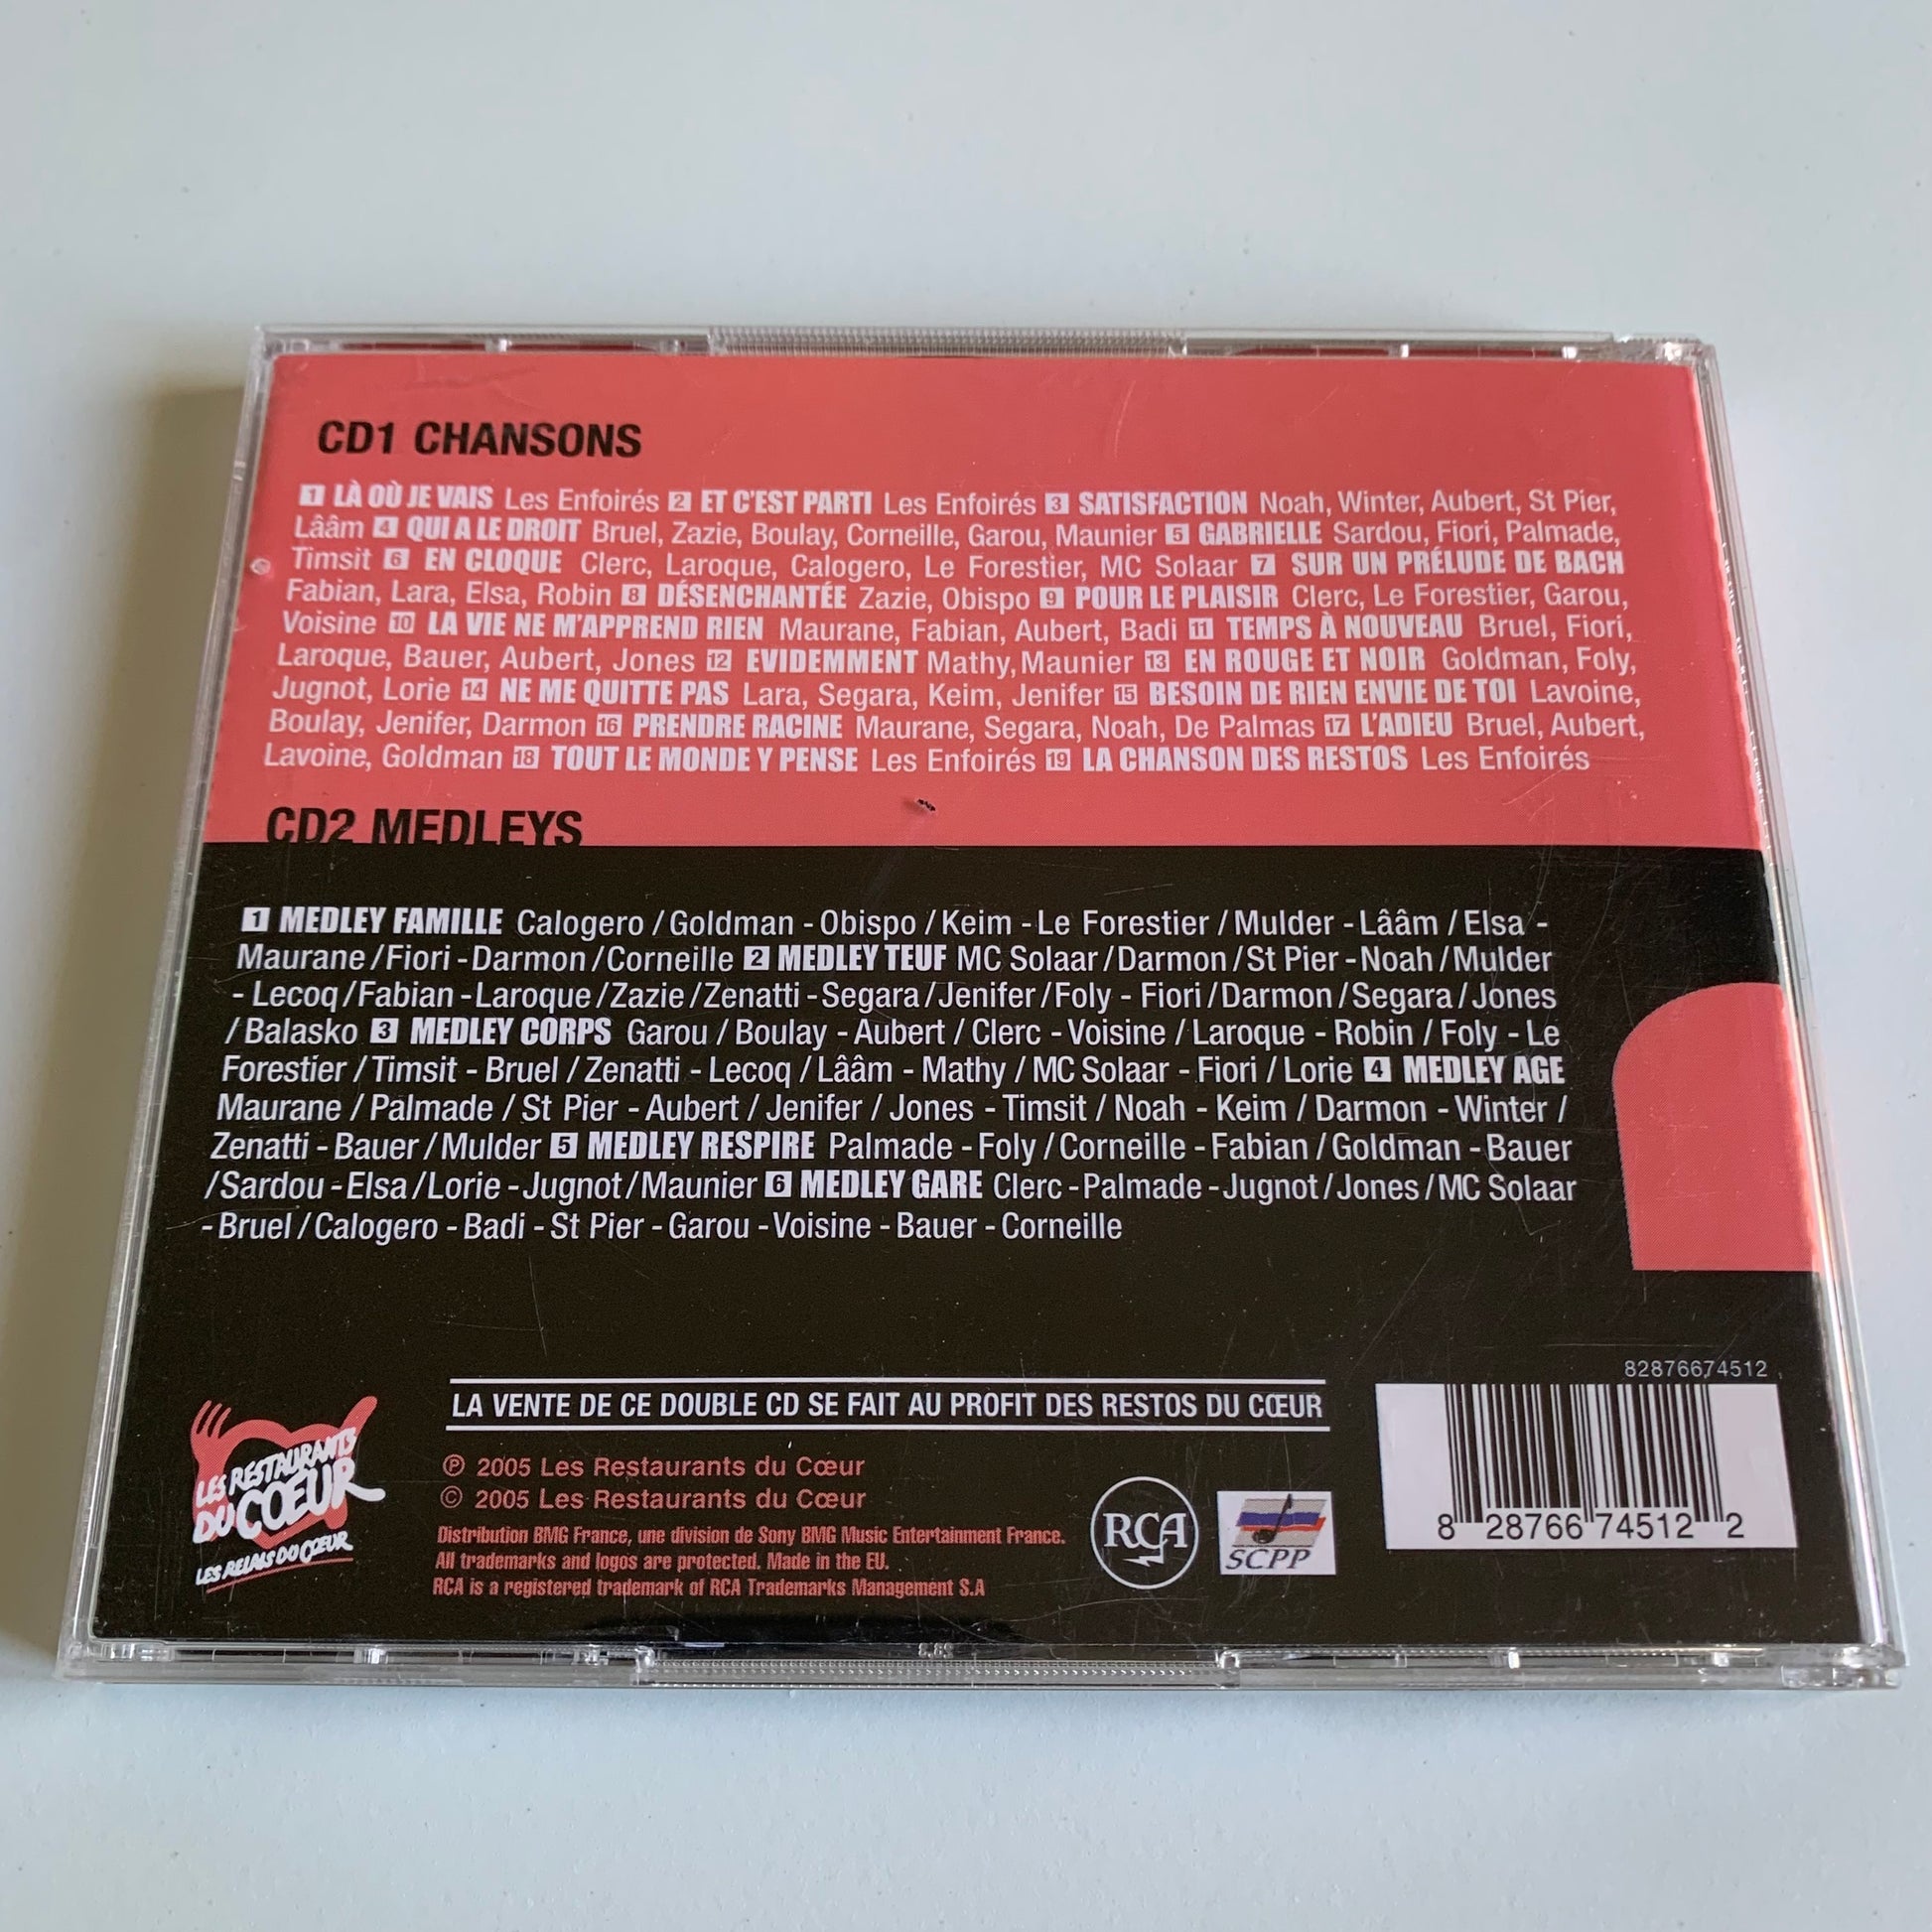 CD1 CHANSONS
1 LÀ OÙ JE VAIS Les Enfoirés 2 ET C'EST PARTI Les Enfoirés 3 SATISFACTION Noah, Winter, Aubert, St Pier,
Lââm 4 QUI A LE DROIT Bruel, Zazie, Boulay, Corneille, Garou, Maunier 5 GABRIELLE Sardou, Fiori, Palmade,
Timsit 6 EN CLOQUE Clerc, Laroque, Calogero, Le Forestier, MC Solaar 7 SUR UN PRÉLUDE DE BACH
Fabian, Lara, Elsa, Robin 8 DÉSENCHANTÉE Zazie, Obispo 9 POUR LE PLAISIR Clerc, Le Forestier, Garou,
Voisine 10 LA VIE NE M'APPREND RIEN Maurane, Fabian, Aubert, Badi 11 TEMPS À NOUVEAU Bruel, Fiori,
Laroque, Bauer, Aubert, Jones 12 EVIDEMMENT Mathy, Maunier 13 EN ROUGE ET NOIR Goldman, Foly,
Jugnot, Lorie 14 NE ME QUITTE PAS Lara, Segara, Keim, Jenifer 15 BESOIN DE RIEN ENVIE DE TOI Lavoine,
Boulay, Jenifer, Darmon 16 PRENDRE RACINE Maurane, Segara, Noah, De Palmas 17 L'ADIEU Bruel, Aubert,
Lavoine, Goldman 18 TOUT LE MONDE Y PENSE Les Enfoirés 19 LA CHANSON DES RESTOS Les Enfoirés
CD2 MEDLEYS
1 MEDLEY FAMILLE Calogero / Goldman - Obispo / Keim - Le Forestier / Mulder - Lââm / Elsa -
Maurane / Fiori - Darmon / Corneille 2 MEDLEY TEUF MC Solaar / Darmon / St Pier - Noah / Mulder
- Lecoq / Fabian - Laroque / Zazie / Zenatti - Segara / Jenifer / Foly - Fiori / Darmon / Segara / Jones
/ Balasko 3 MEDLEY CORPS Garou / Boulay - Aubert / Clerc - Voisine / Laroque - Robin / Foly - Le
Forestier / Timsit - Bruel / Zenatti - Lecoq / Lââm - Mathy / MC Solaar - Fiori / Lorie 4 MEDLEY AGE
Maurane / Palmade / St Pier - Aubert / Jenifer / Jones - Timsit / Noah - Keim / Darmon - Winter /
Zenatti - Bauer / Mulder 5 MEDLEY RESPIRE Palmade - Foly / Corneille - Fabian / Goldman - Bauer
/ Sardou - Elsa / Lorie - Jugnot / Maunier 6 MEDLEY GARE Clerc - Palmade - Jugnot / Jones / MC Solaar
- Bruel / Calogero - Badi - St Pier - Garou - Voisine - Bauer - Corneille
82876674512
LA VENTE DE CE DOUBLE CD SE FAIT AU PROFIT DES RESTOS DU CŒUR
LES RESTAURANTS
DU CŒUR
LES RELAIS DU CŒUR
℗ 2005 Les Restaurants du Cœur
© 2005 Les Restaurants du Cœur
Distribution BMG France, une division de Sony BMG Music Entertainment France.
All trademarks and logos are protected. Made in the EU.
RCA is a registered trademark of RCA Trademarks Management S.A
RCA
SCPP
8 28766 74512 2